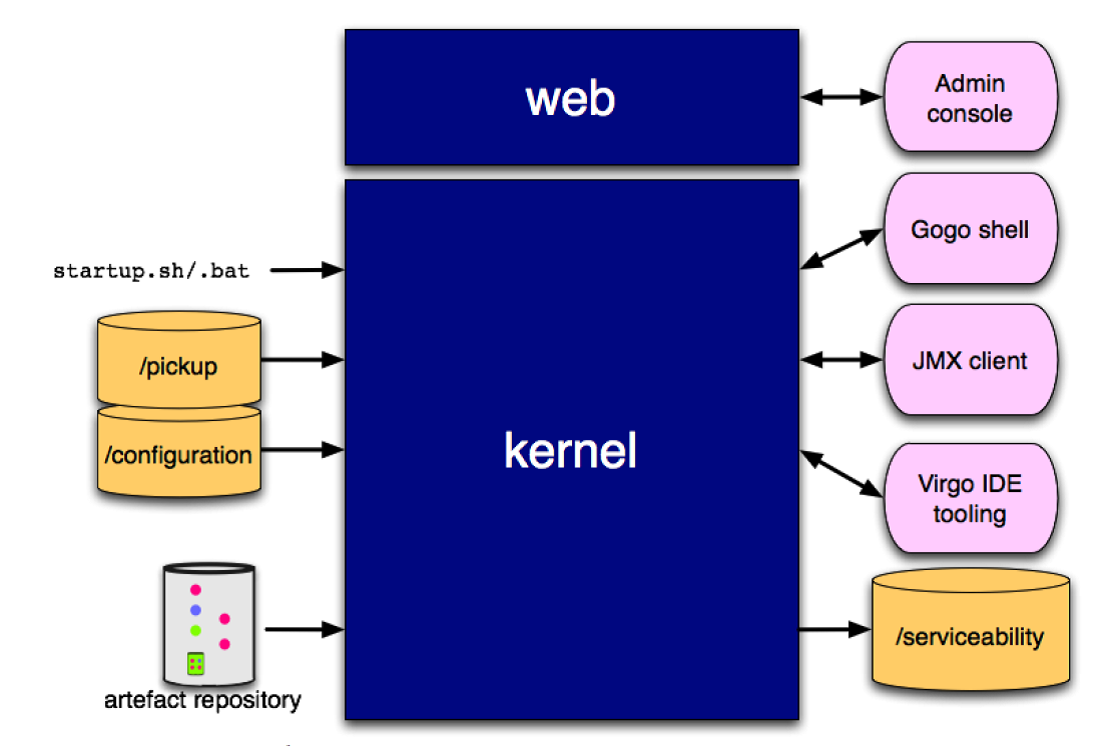 web
Admin
console
Gogo shell
startup.sh/.bat
/pickup
JMX client
kernel
/configuration
Virgo IDE
tooling
/serviceability
artefact repository